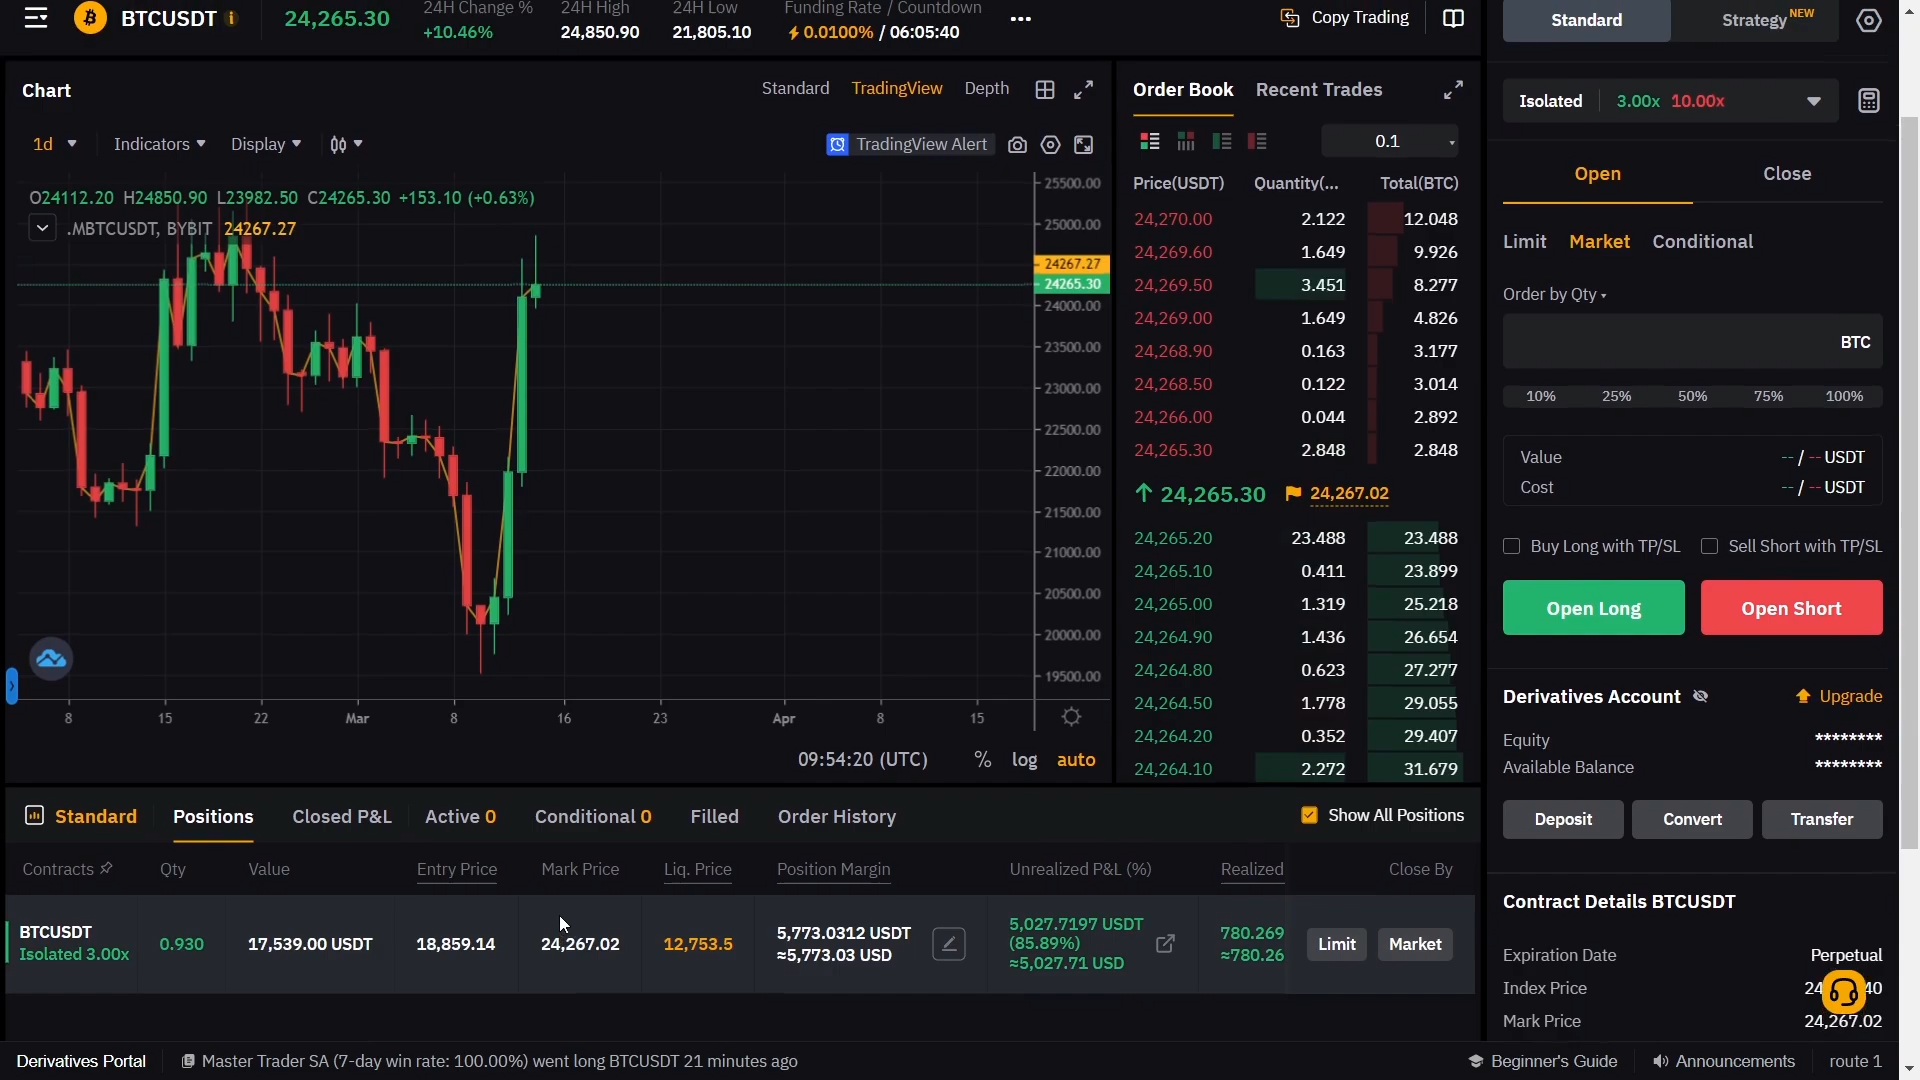 BTCUSDT
24,265.30
24H Change %
+10.46%
24H High
24,850.90
24H Low
21,805.10
Funding Rate / Countdown
0.0100% / 06:05:40
Copy Trading
Standard
Strategy NEW
Chart
Standard TradingView Depth
1d Indicators Display
TradingView Alert
O24112.20 H24850.90 L23982.50 C24265.30 +153.10 (+0.63%)
.MBTCUSDT, BYBIT 24267.27
25500.00
25000.00
24267.27
24265.30
24000.00
23500.00
23000.00
22500.00
22000.00
21500.00
21000.00
20500.00
20000.00
19500.00
8 15 22 Mar 8 16 23 Apr 8 15
09:54:20 (UTC) % log auto
Order Book Recent Trades
0.1
Price(USDT) Quantity(... Total(BTC)
24,270.00 2.122 12.048
24,269.60 1.649 9.926
24,269.50 3.451 8.277
24,269.00 1.649 4.826
24,268.90 0.163 3.177
24,268.50 0.122 3.014
24,266.00 0.044 2.892
24,265.30 2.848 2.848
24,265.30 24,267.02
24,265.20 23.488 23.488
24,265.10 0.411 23.899
24,265.00 1.319 25.218
24,264.90 1.436 26.654
24,264.80 0.623 27.277
24,264.50 1.778 29.055
24,264.20 0.352 29.407
24,264.10 2.272 31.679
Isolated 3.00x 10.00x
Open Close
Limit Market Conditional
Order by Qty
BTC
10% 25% 50% 75% 100%
Value -- / -- USDT
Cost -- / -- USDT
Buy Long with TP/SL Sell Short with TP/SL
Open Long Open Short
Derivatives Account Upgrade
Equity ********
Available Balance ********
Deposit Convert Transfer
Contract Details BTCUSDT
Expiration Date Perpetual
Index Price
Mark Price 24,267.02
Standard Positions Closed P&L Active 0 Conditional 0 Filled Order History Show All Positions
Contracts Qty Value Entry Price Mark Price Liq. Price Position Margin Unrealized P&L (%) Realized Close By
BTCUSDT
Isolated 3.00x
0.930
17,539.00 USDT
18,859.14
24,267.02
12,753.5
5,773.0312 USDT
≈5,773.03 USD
5,027.7197 USDT
(85.89%)
≈5,027.71 USD
780.269
≈780.26
Limit Market
Derivatives Portal
Master Trader SA (7-day win rate: 100.00%) went long BTCUSDT 21 minutes ago
Beginner's Guide Announcements route 1